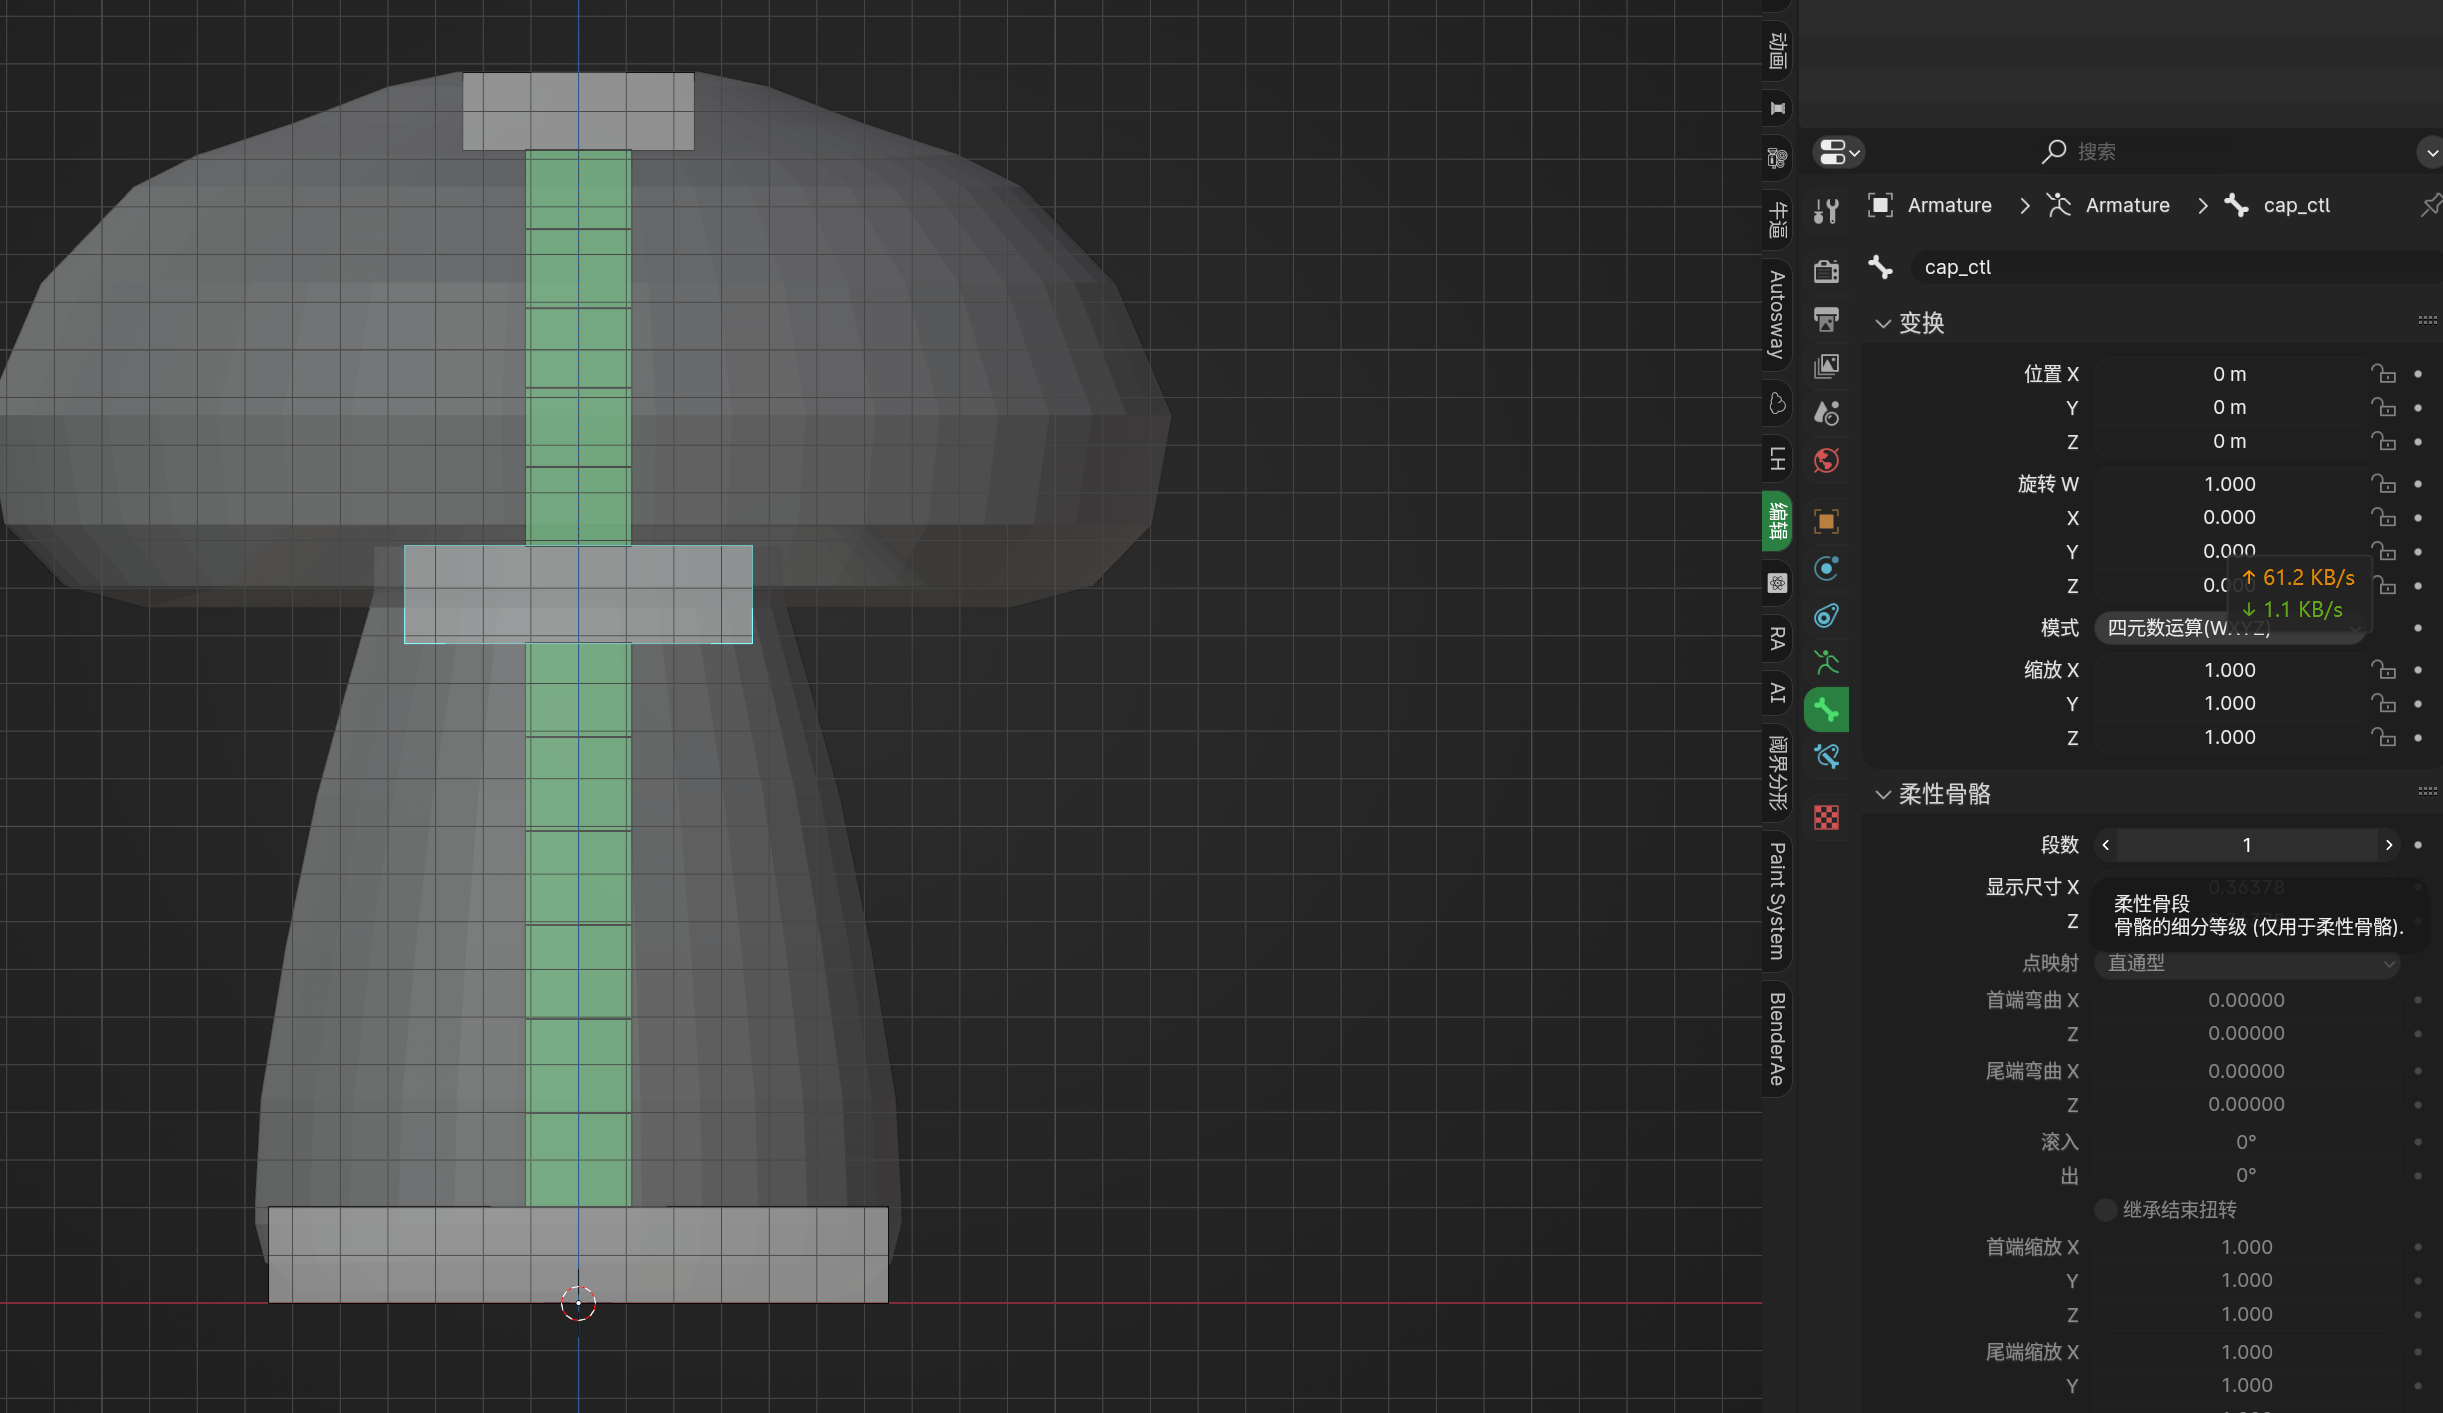 动画
牛逼
Autosway
LH
编辑
RA
AI
阈界分形
Paint System
BlenderAe
搜索
Armature
Armature
cap_ctl
cap_ctl
变换
位置 X 0 m
Y 0 m
Z 0 m
旋转 W 1.000
X 0.000
Y 0.000
Z
↑ 61.2 KB/s
↓ 1.1 KB/s
模式 四元数运算(WXYZ)
缩放 X 1.000
Y 1.000
Z 1.000
柔性骨骼
段数 1
显示尺寸 X 0.36378
Z
柔性骨段
骨骼的细分等级 (仅用于柔性骨骼).
点映射 直通型
首端弯曲 X 0.00000
Z 0.00000
尾端弯曲 X 0.00000
Z 0.00000
滚入 0°
出 0°
继承结束扭转
首端缩放 X 1.000
Y 1.000
Z 1.000
尾端缩放 X 1.000
Y 1.000